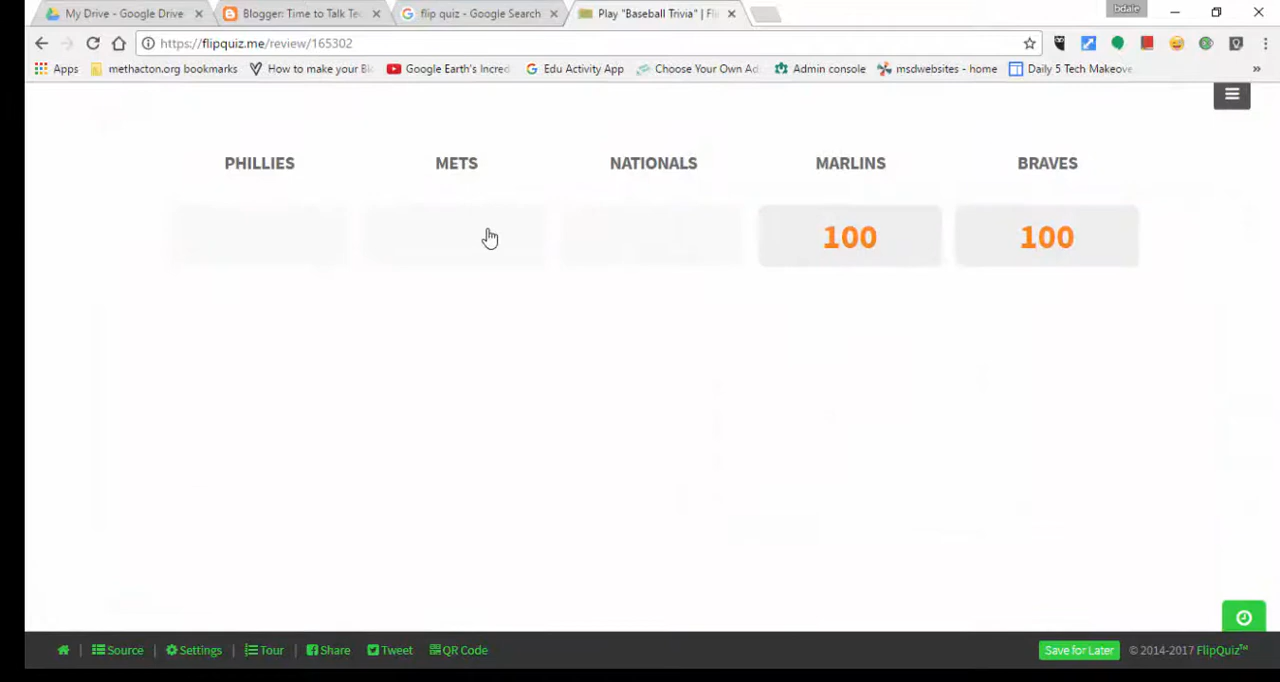 bdale
My Drive - Google Drive
Blogger: Time to Talk Te
flip quiz - Google Search
Play "Baseball Trivia" | Fl
https://flipquiz.me/review/165302
Apps
methacton.org bookmarks
How to make your Bl
Google Earth's Incred
Edu Activity App
Choose Your Own Ad
Admin console
msdwebsites - home
Daily 5 Tech Makeove
»
PHILLIES METS NATIONALS MARLINS BRAVES
100 100
Source | Settings | Tour | Share Tweet QR Code
Save for Later © 2014-2017 FlipQuiz™